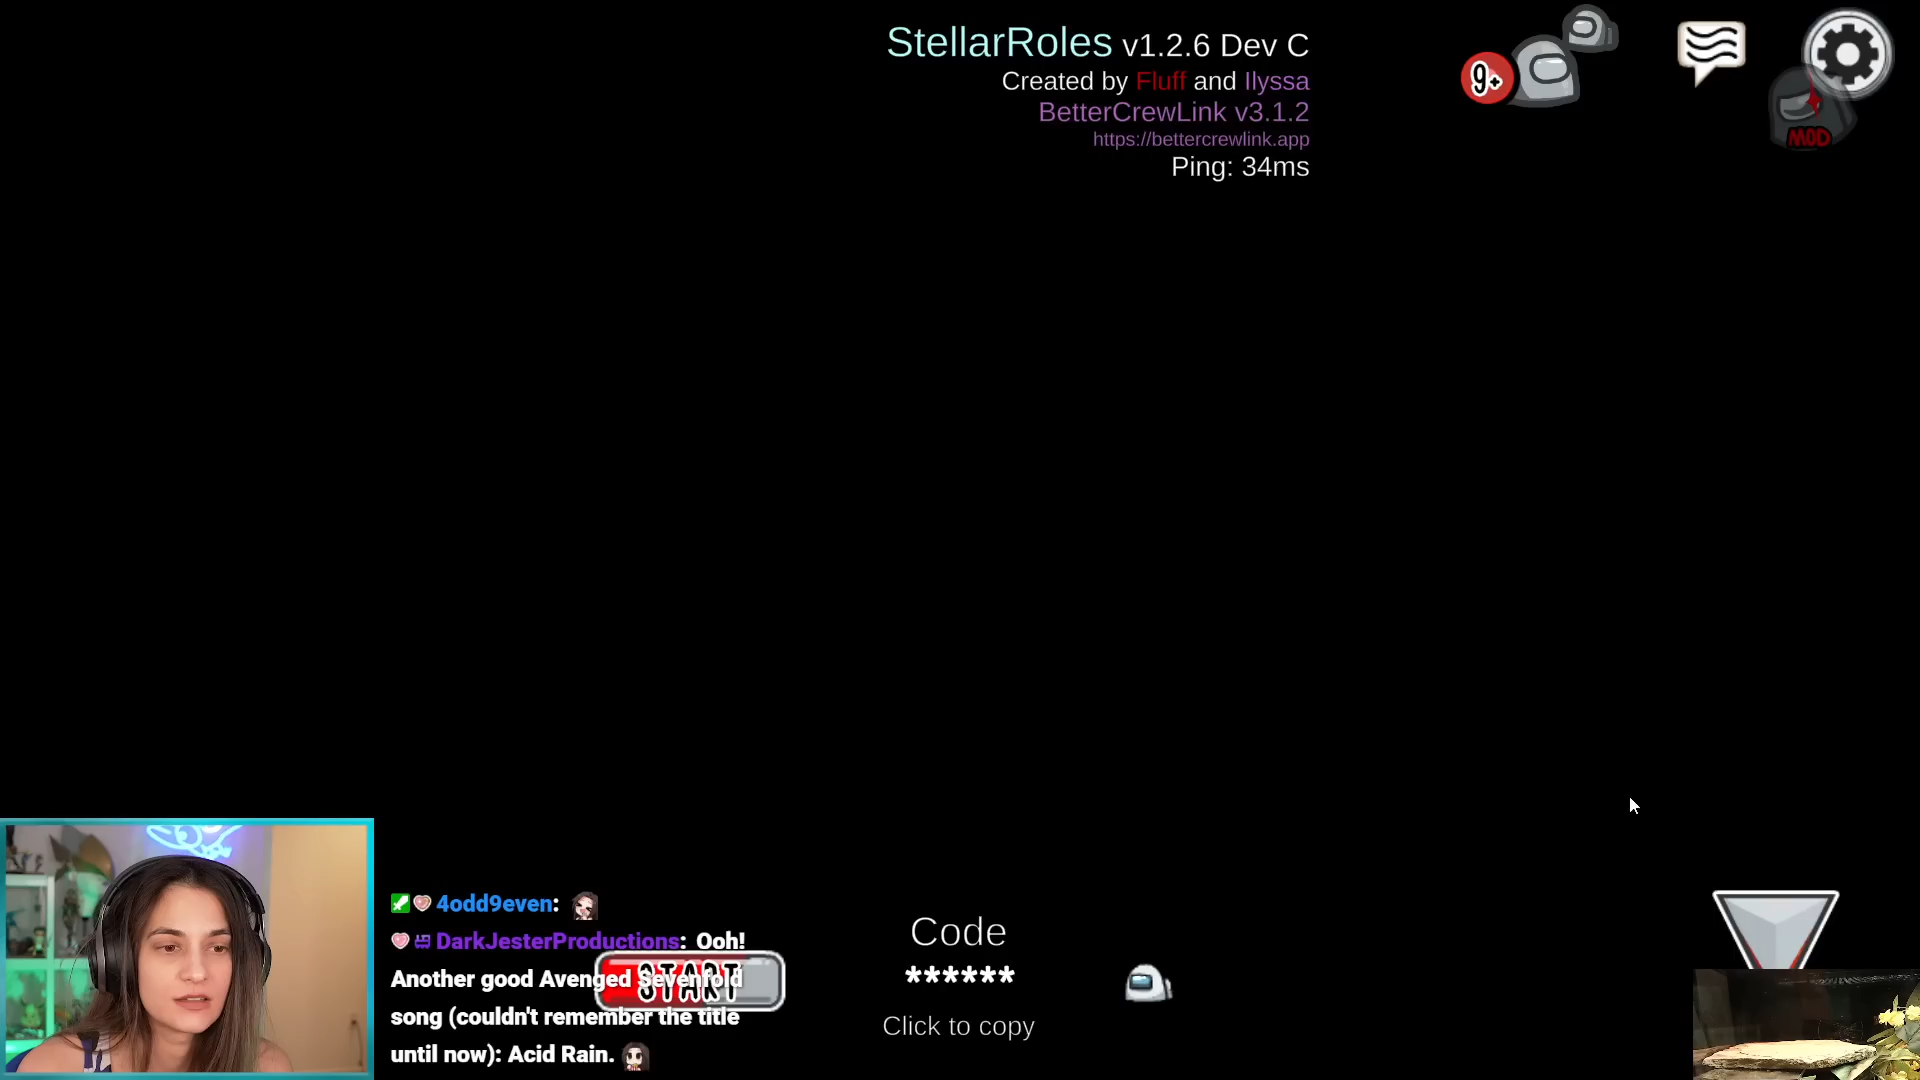 StellarRoles v1.2.6 Dev C
Created by Fluff and Ilyssa
BetterCrewLink v3.1.2
https://bettercrewlink.app
Ping: 34ms
9+
MOD
4odd9even:
DarkJesterProductions: Ooh!
Another good Avenged Sevenfold
song (couldn't remember the title
until now): Acid Rain.
START
Code
******
Click to copy